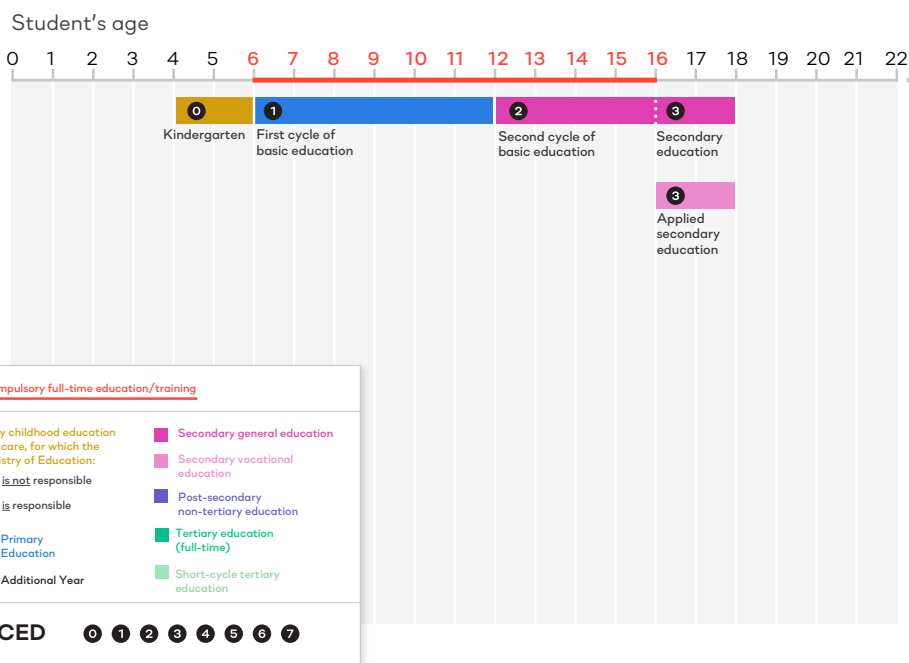 Student's age
0 1 2 3 4 5 6 7 8 9 10 11 12 13 14 15 16 17 18 19 20 21 22
0 1 2 3
Kindergarten
First cycle of
basic education
Second cycle of
basic education
Secondary
education
3
Applied
secondary
education
mpulsory full-time education/training
y childhood education
care, for which the
istry of Education:
is not responsible
is responsible
Primary
Education
Additional Year
Secondary general education
Secondary vocational
education
Post-secondary
non-tertiary education
Tertiary education
(full-time)
Short-cycle tertiary
education
CED 0 1 2 3 4 5 6 7